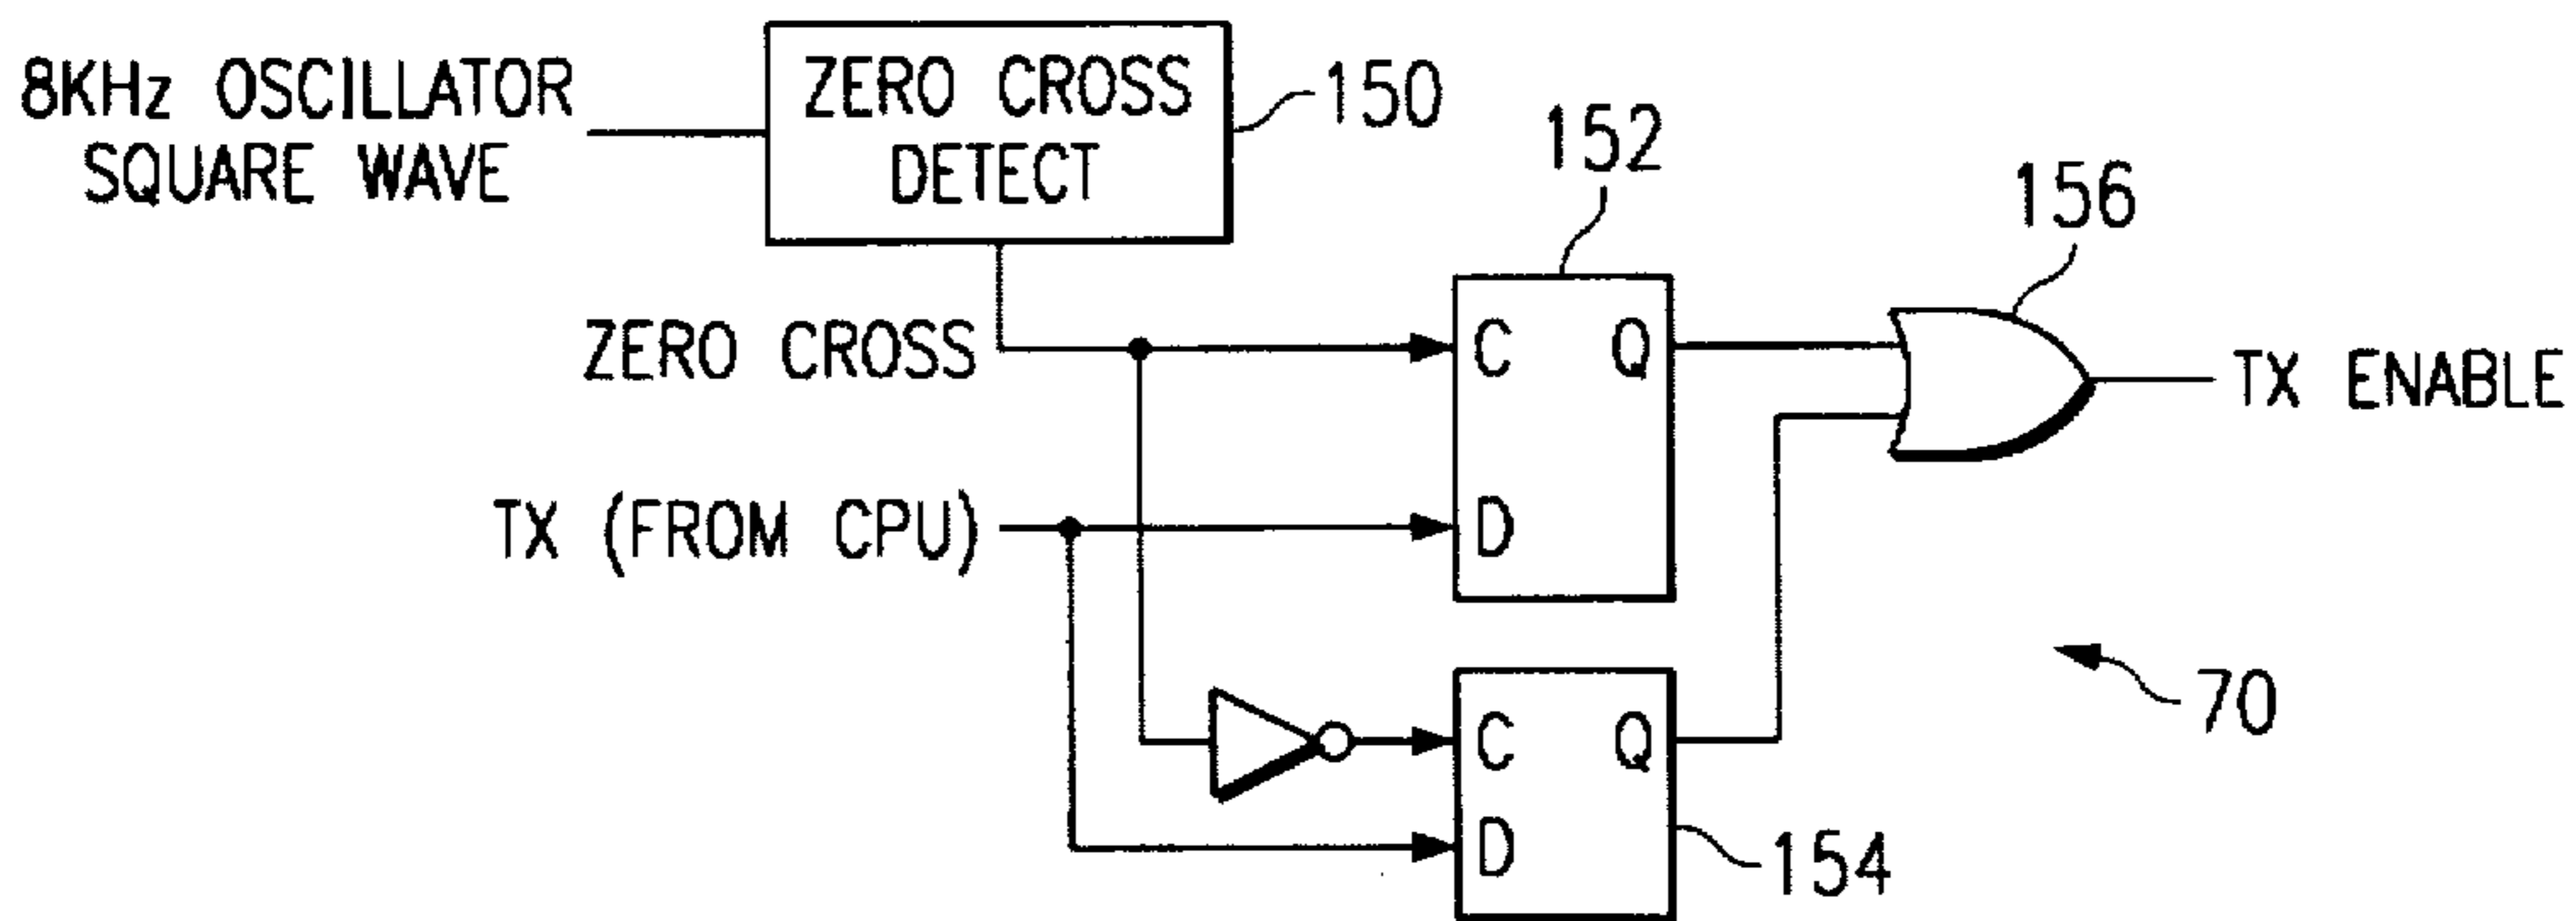 8KHz OSCILLATOR
SQUARE WAVE
ZERO CROSS
DETECT
150
152
156
ZERO CROSS
C
Q
TX ENABLE
TX (FROM CPU)
D
70
C
Q
D
154